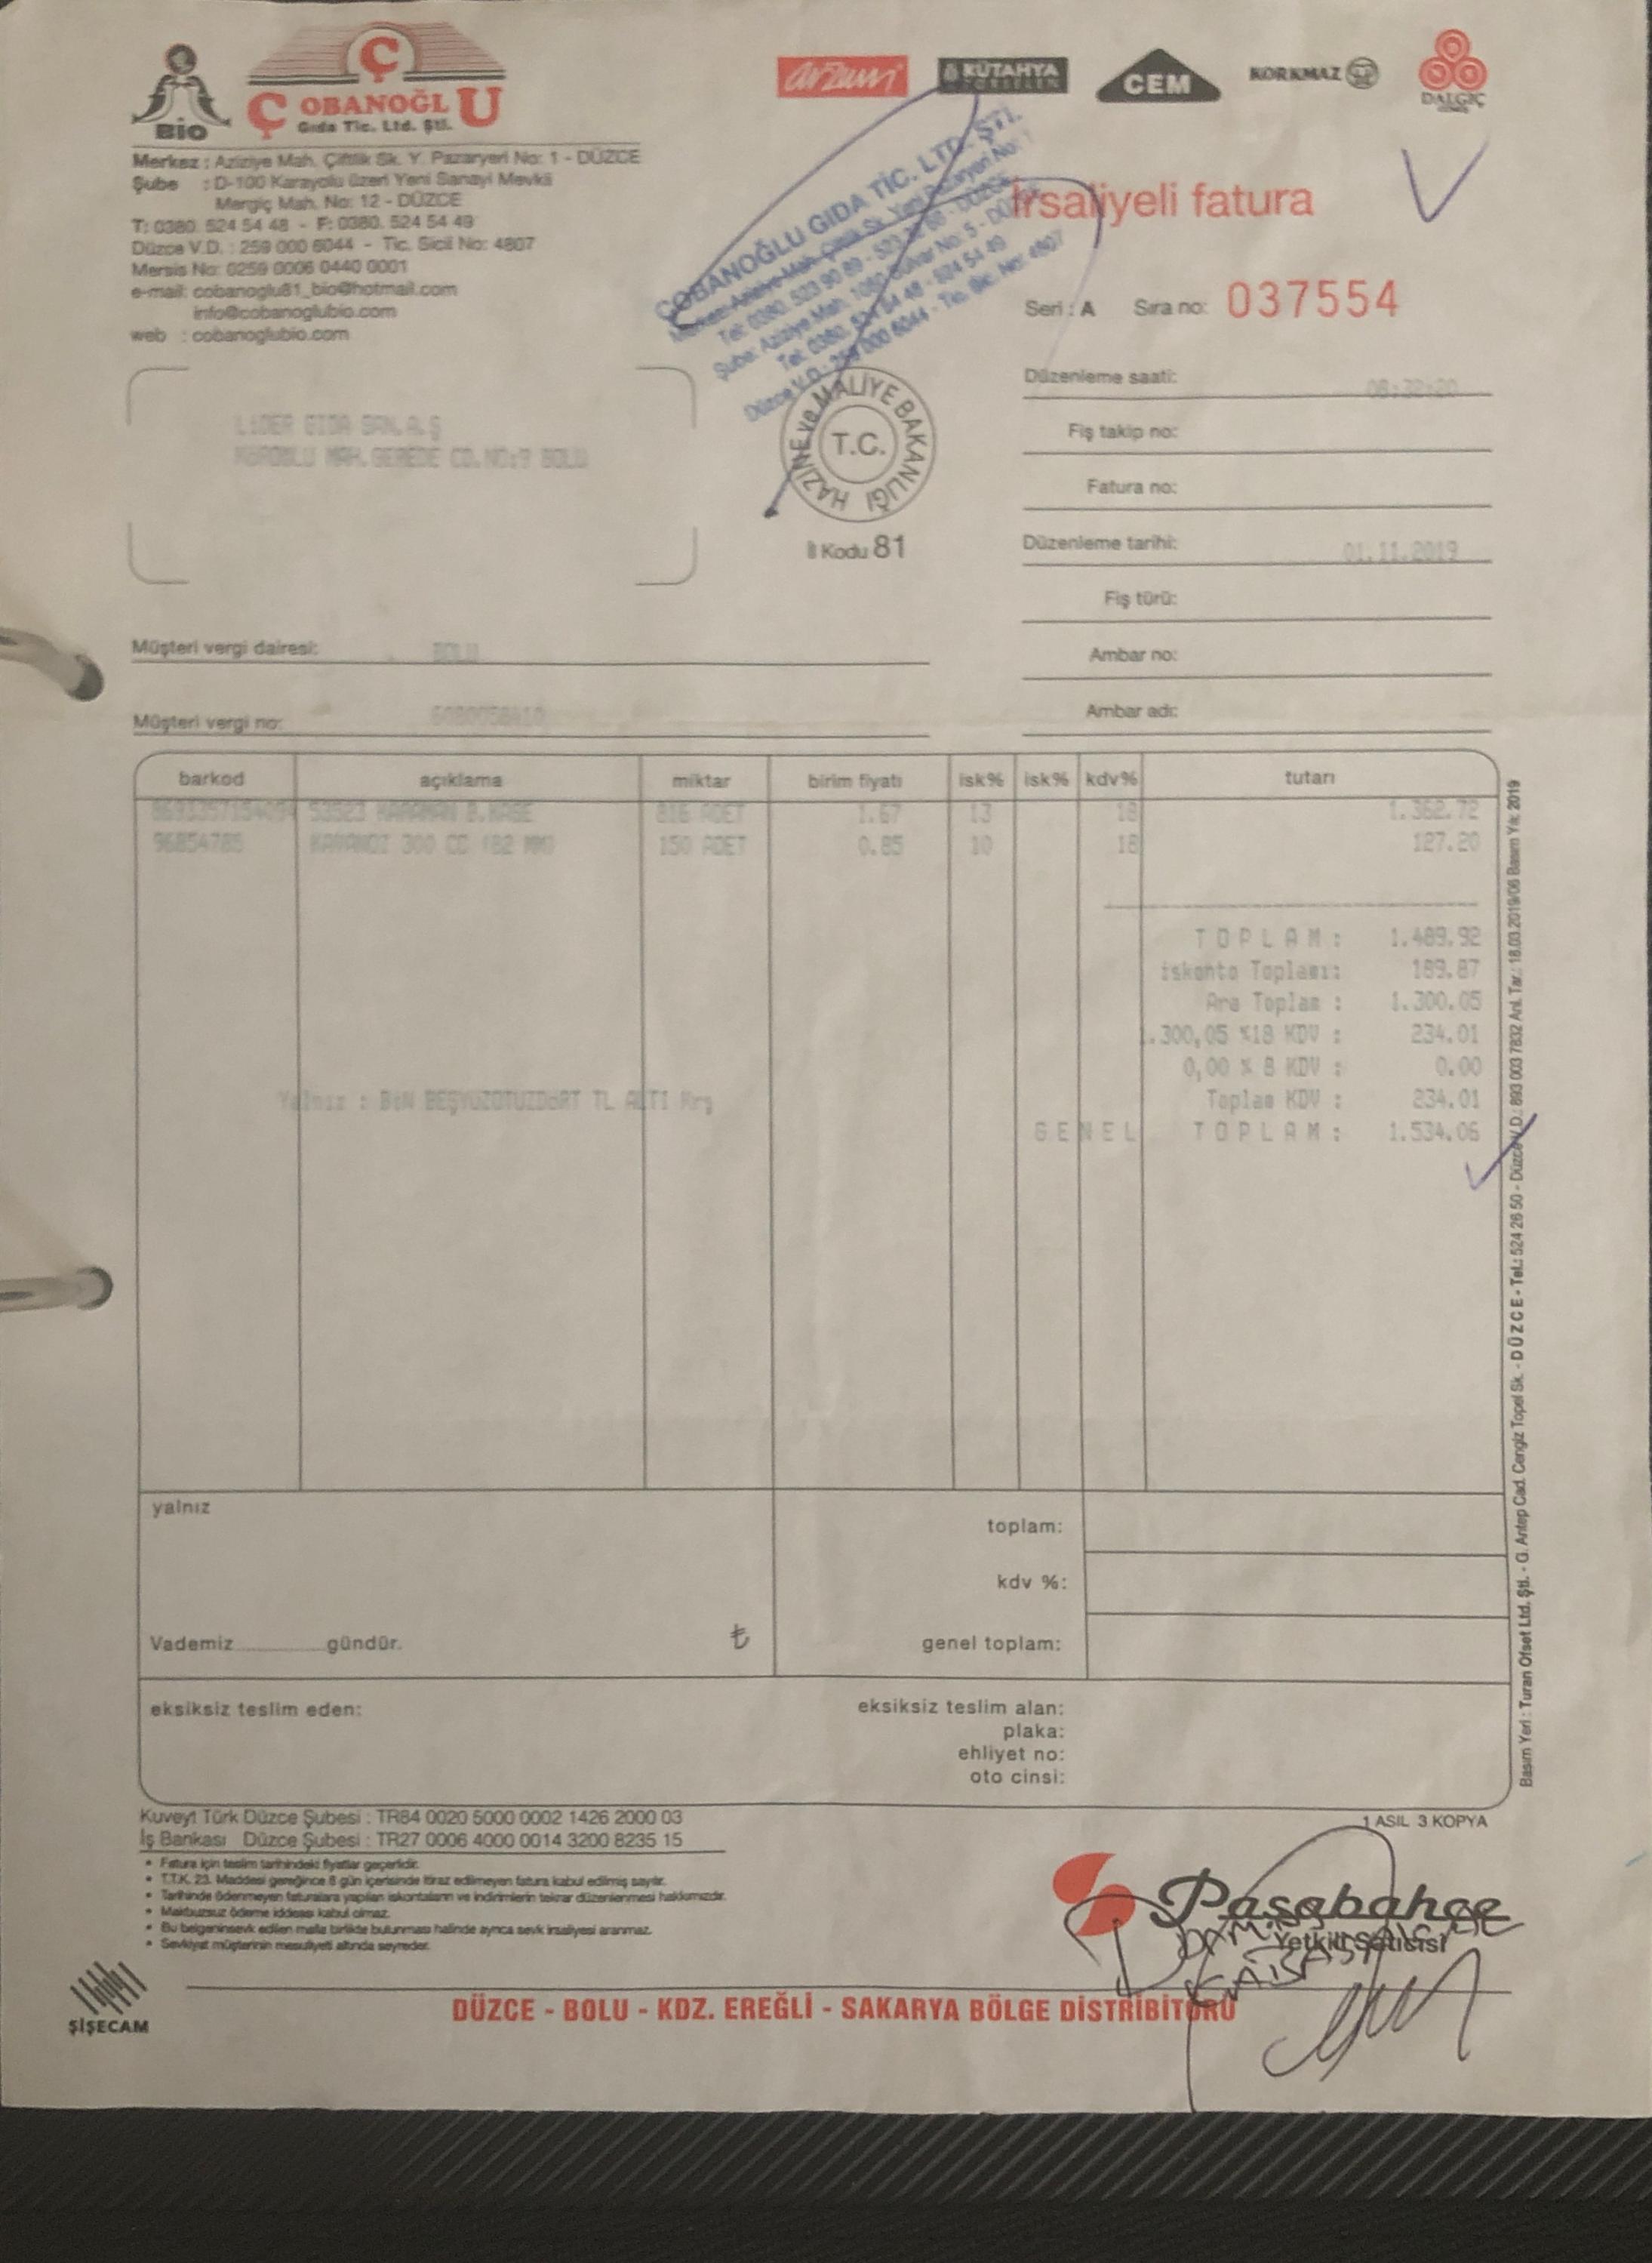 BİO
ÇOBANOĞLU
Gıda Tic. Ltd. Şti.
arzum
KÜTAHYA
PORSELEN
CEM
KORKMAZ
DALGIÇ
Merkez : Aziziye Mah. Çiftlik Sk. Y. Pazaryeri No: 1 - DÜZCE
Şube : D-100 Karayolu üzeri Yeni Sanayi Mevkii
Mergiç Mah. No: 12 - DÜZCE
T: 0380. 524 54 48 - F: 0380. 524 54 49
Düzce V.D. : 259 000 6044 - Tic. Sicil No: 4807
Mersis No: 0259 0006 0440 0001
e-mail: cobanoglu81_bio@hotmail.com
info@cobanoglubio.com
web : cobanoglubio.com
ÇOBANOĞLU GIDA TİC. LTD. ŞTİ.
Merkez: Aziziye Mah. Çiftlik Sk. Yeni Pazaryeri No: 1
Tel: 0380. 523 90 89 - 523 - DÜZCE
Şube: Aziziye Mah. Bulvar No: 5 - DÜZCE
Tel: 0380. 524 54 48 - 524 54 49
Düzce V.D.: 259 000 6044 - Tic. Sic. No: 4807
İrsaliyeli fatura
Seri : A Sıra no: 037554
LİDER GIDA SAN.A.Ş
MAH.GEREDE CD.NO:9 BOLU
T.C.
HAZİNE ve MALİYE BAKANLIĞI
İl Kodu 81
Düzenleme saati: 08:32:20
Fiş takip no:
Fatura no:
Düzenleme tarihi: 01.11.2019
Fiş türü:
Ambar no:
Ambar adı:
Müşteri vergi dairesi: BOLU
Müşteri vergi no:
barkod açıklama miktar birim fiyatı isk% isk% kdv% tutarı
53523 KARAMAN B.KASE 816 ADET 1.67 13 18 1.362.72
KAVANOZ 300 CC (82 MM) 150 ADET 0.85 10 18 127.20
TOPLAM : 1.489.92
iskonto Toplamı: 189.87
Ara Toplam : 1.300.05
1.300,05 %18 KDV : 234.01
0,00 % 8 KDV : 0.00
Toplam KDV : 234.01
Yalnız : BİN BEŞYÜZOTUZDÖRT TL ALTI Krş
GENEL TOPLAM : 1.534.06
yalnız
toplam:
kdv %:
Vademiz.............gündür. ₺
genel toplam:
eksiksiz teslim eden:
eksiksiz teslim alan:
plaka:
ehliyet no:
oto cinsi:
Basım Yeri : Turan Ofset Ltd. Şti. - G. Antep Cad. Cengiz Topel Sk. - DÜZCE - Tel.: 524 26 50 - Düzce V.D.: 893 003 7832 Anl. Tar.: 18.03.2019/06 Basım Yılı: 2019
Kuveyt Türk Düzce Şubesi : TR84 0020 5000 0002 1426 2000 03
İş Bankası Düzce Şubesi : TR27 0006 4000 0014 3200 8235 15
1 ASIL 3 KOPYA
• Fatura için teslim tarihindeki fiyatlar geçerlidir.
• T.T.K. 23. Maddesi gereğince 8 gün içerisinde itiraz edilmeyen fatura kabul edilmiş sayılır.
• Tarihinde ödenmeyen faturalara yapılan iskontaların ve indirimlerin tekrar düzenlenmesi hakkımızdır.
• Makbuzsuz ödeme iddeası kabul olmaz.
• Bu belgeninsevk edilen malla birlikte bulunması halinde ayrıca sevk irsaliyesi aranmaz.
• Sevkiyat müşterinin mesuliyeti altında seyreder.
Paşabahçe
Yetkili Satıcısı
ŞİŞECAM
DÜZCE - BOLU - KDZ. EREĞLİ - SAKARYA BÖLGE DİSTRİBİTÖRÜ